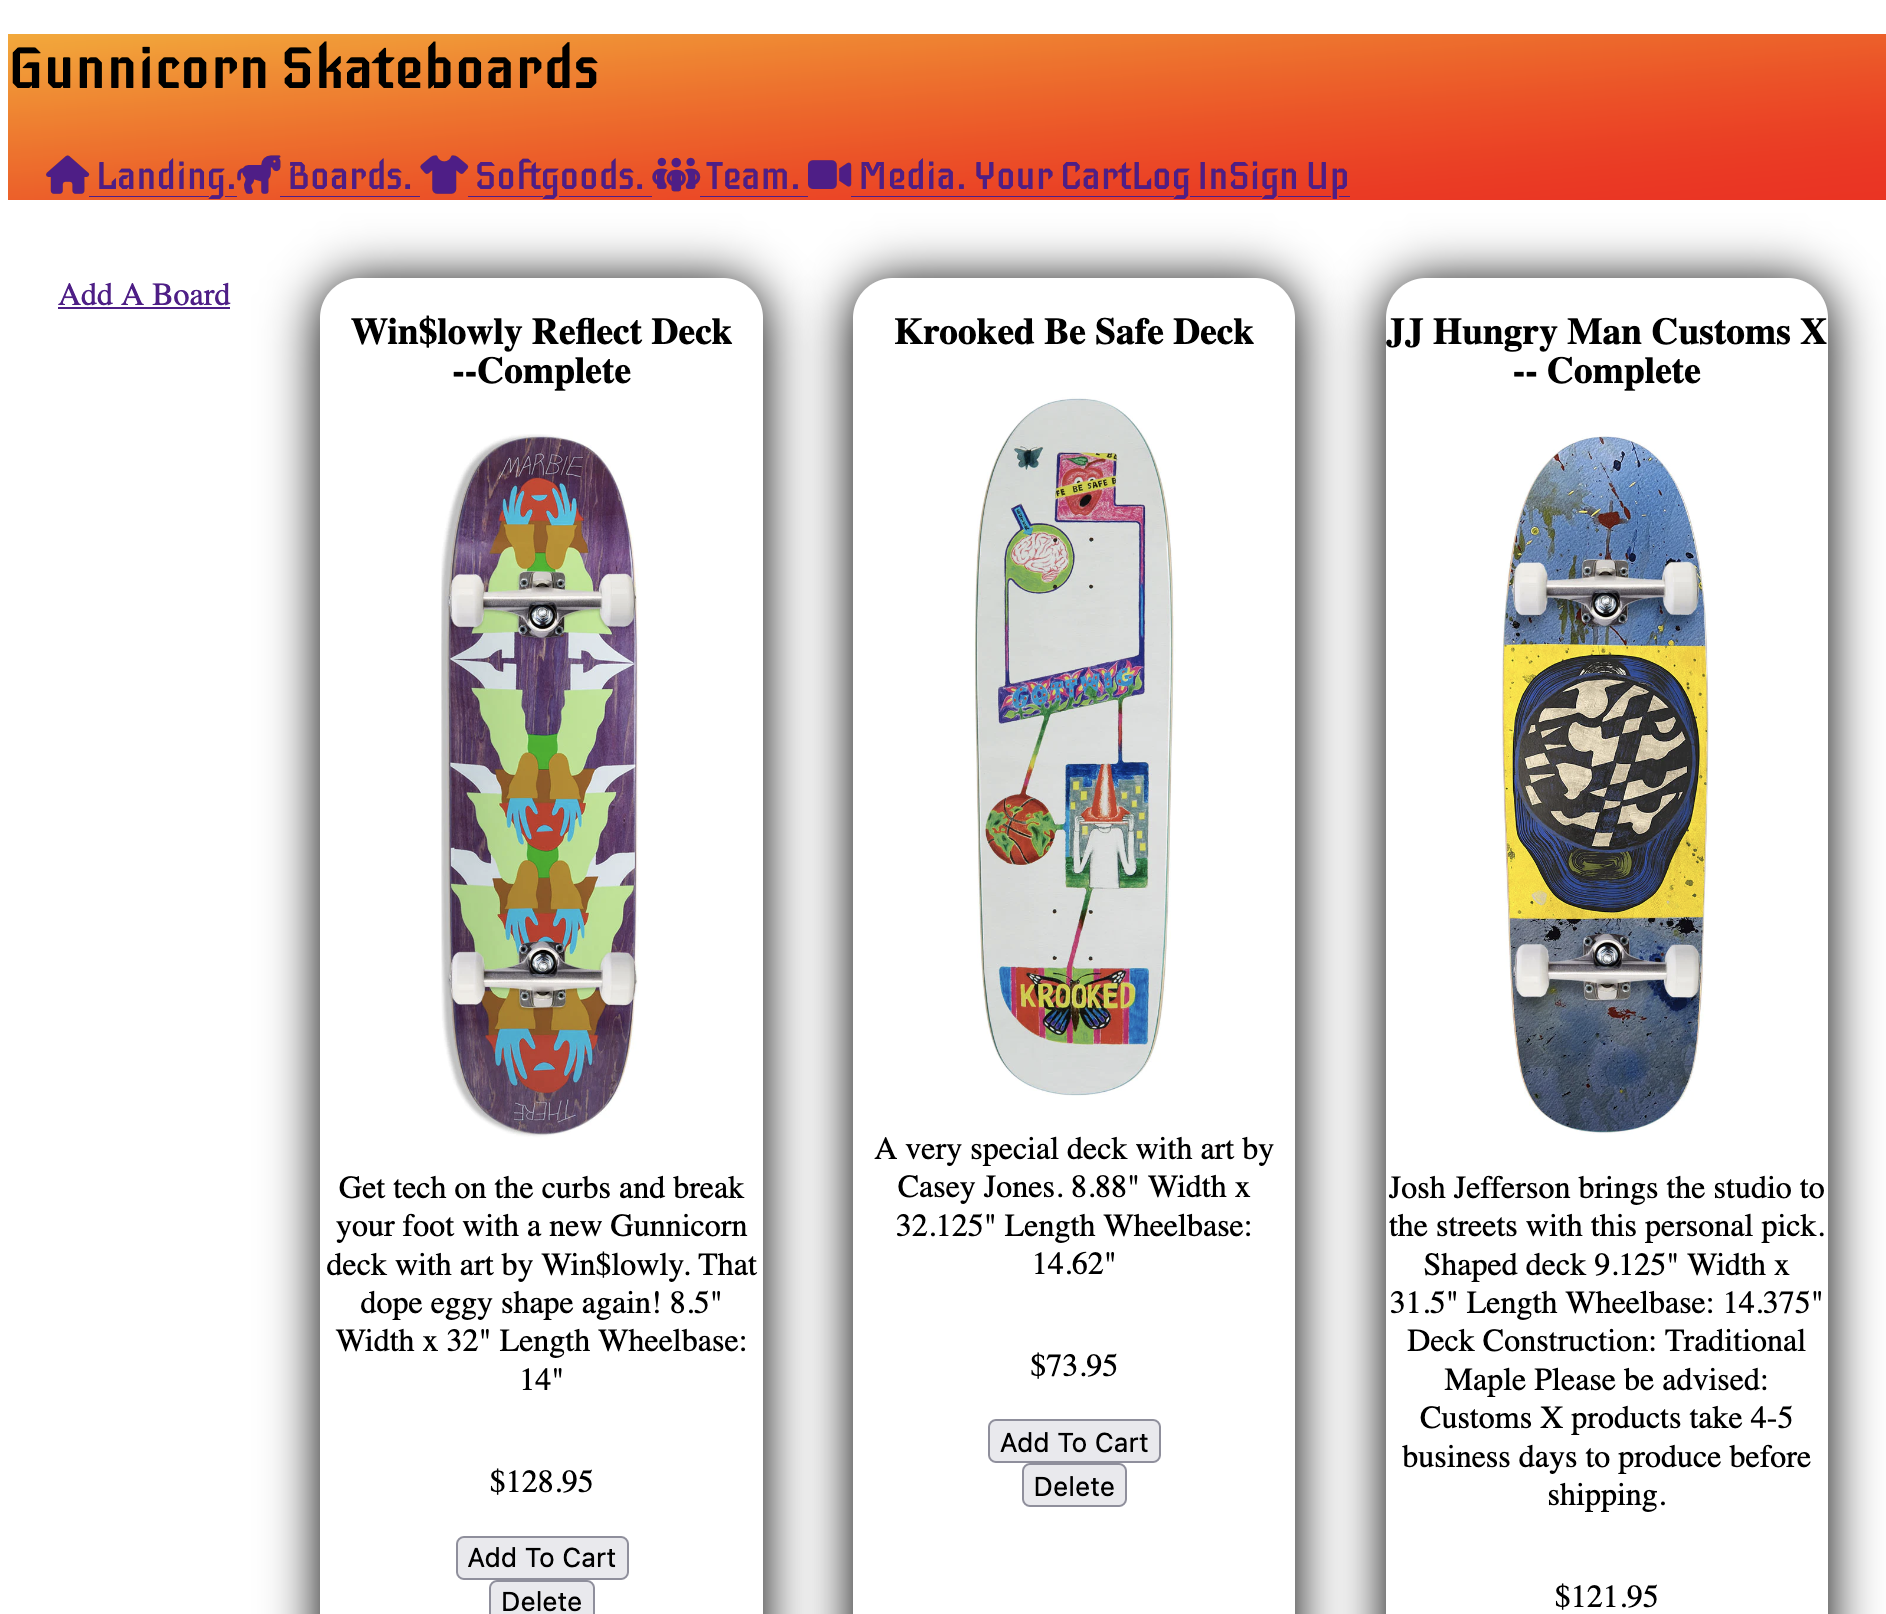 Gunnicorn Skateboards
Landing. Boards. Softgoods. Team. Media. Your CartLog InSign Up
Add A Board
Win$lowly Reflect Deck
--Complete
MARBIE
THERE
Get tech on the curbs and break
your foot with a new Gunnicorn
deck with art by Win$lowly. That
dope eggy shape again! 8.5"
Width x 32" Length Wheelbase:
14"
$128.95
Add To Cart
Delete
Krooked Be Safe Deck
BE
FE BE SAFE B
GOTTWIG
KROOKED
A very special deck with art by
Casey Jones. 8.88" Width x
32.125" Length Wheelbase:
14.62"
$73.95
Add To Cart
Delete
JJ Hungry Man Customs X
-- Complete
Josh Jefferson brings the studio to
the streets with this personal pick.
Shaped deck 9.125" Width x
31.5" Length Wheelbase: 14.375"
Deck Construction: Traditional
Maple Please be advised:
Customs X products take 4-5
business days to produce before
shipping.
$121.95